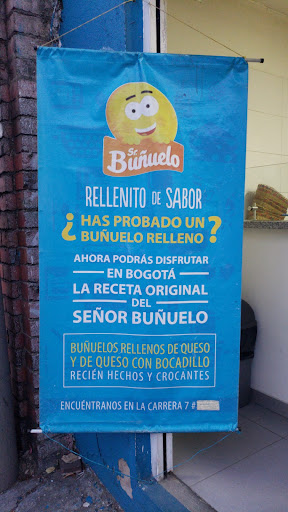 Sr.
Buñuelo
RELLENITO DE SABOR
¿HAS PROBADO UN
BUÑUELO RELLENO?
AHORA PODRÁS DISFRUTAR
EN BOGOTÁ
LA RECETA ORIGINAL
DEL
SEÑOR BUÑUELO
BUÑUELOS RELLENOS DE QUESO
Y DE QUESO CON BOCADILLO
RECIÉN HECHOS Y CROCANTES
ENCUÉNTRANOS EN LA CARRERA 7 #